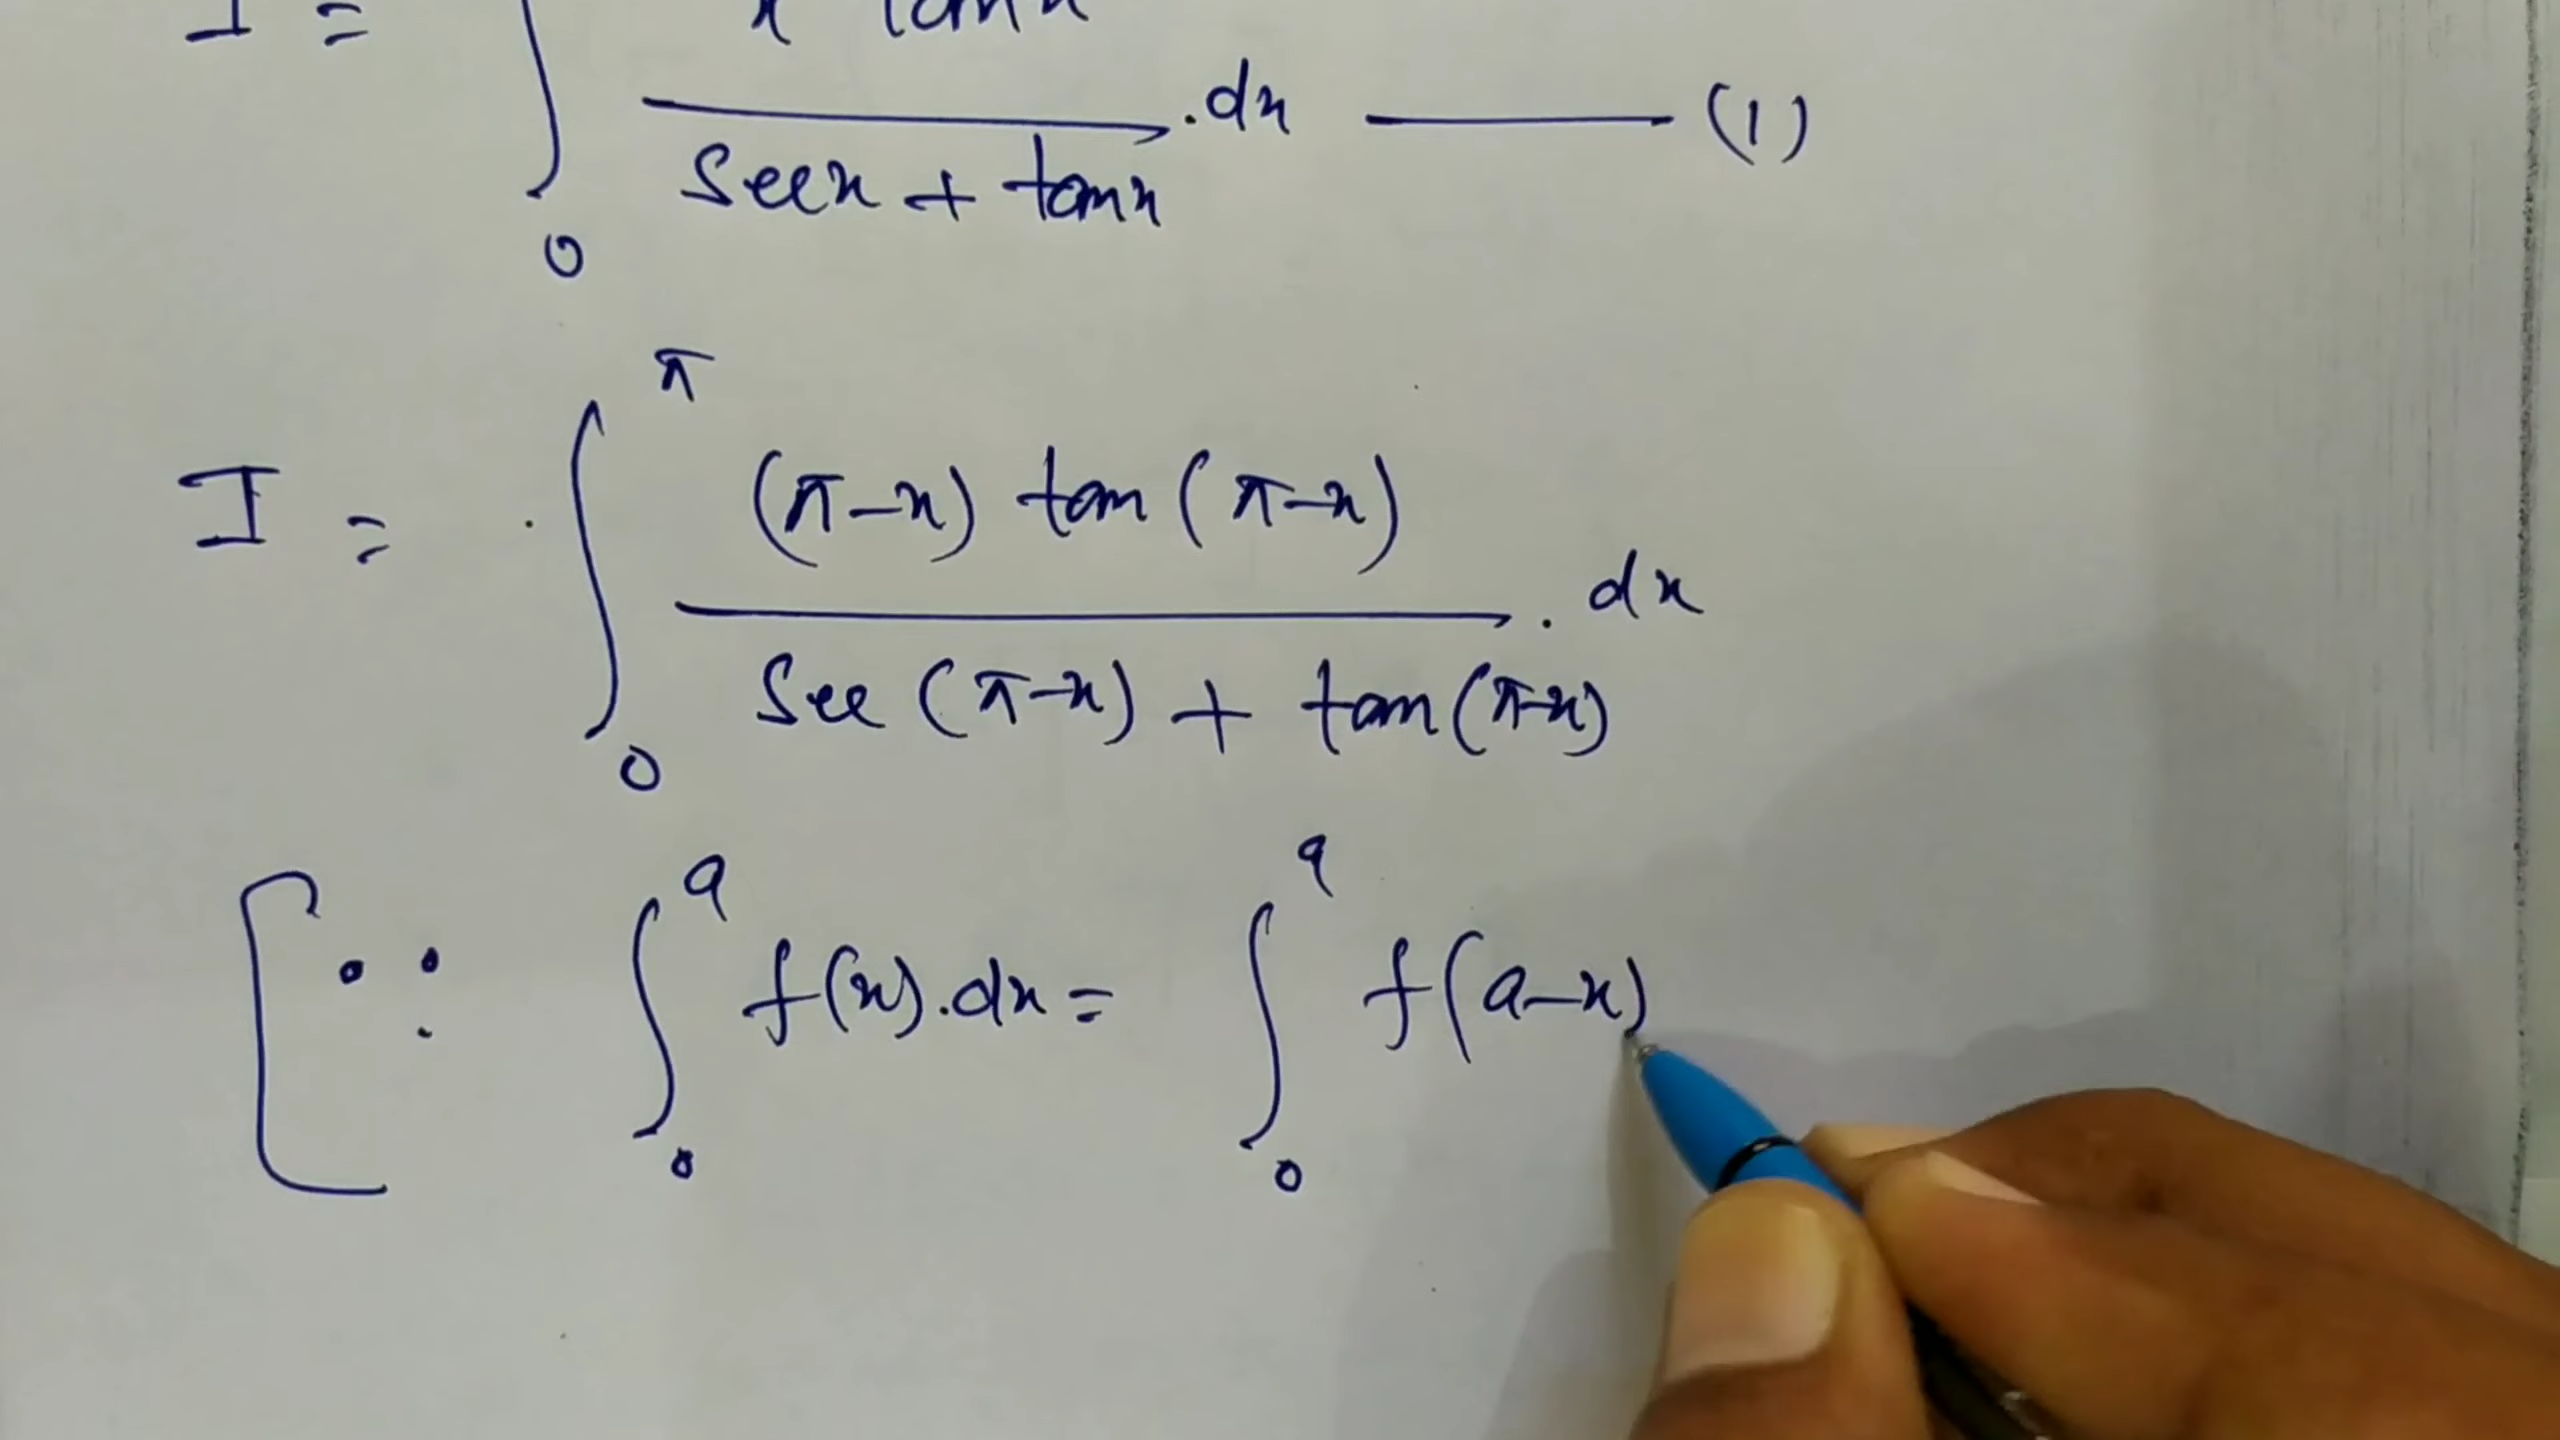 I = ∫₀ x tanx / secx + tanx . dx —— (1)
I = ∫₀^π (π-x) tan (π-x) / sec (π-x) + tan (π-x) . dx
[∵ ∫₀^a f(x).dx = ∫₀^a f(a-x)